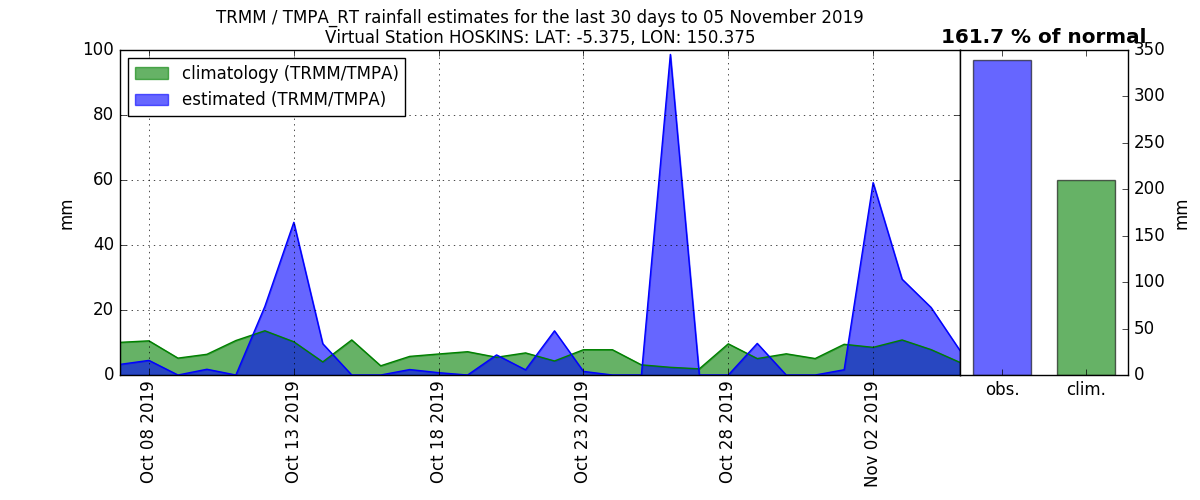 TRMM / TMPA_RT rainfall estimates for the last 30 days to 05 November 2019
Virtual Station HOSKINS: LAT: -5.375, LON: 150.375
161.7 % of normal
climatology (TRMM/TMPA)
estimated (TRMM/TMPA)
100
80
60
40
20
0
mm
Oct 08 2019
Oct 13 2019
Oct 18 2019
Oct 23 2019
Oct 28 2019
Nov 02 2019
350
300
250
200
150
100
50
0
mm
obs.
clim.